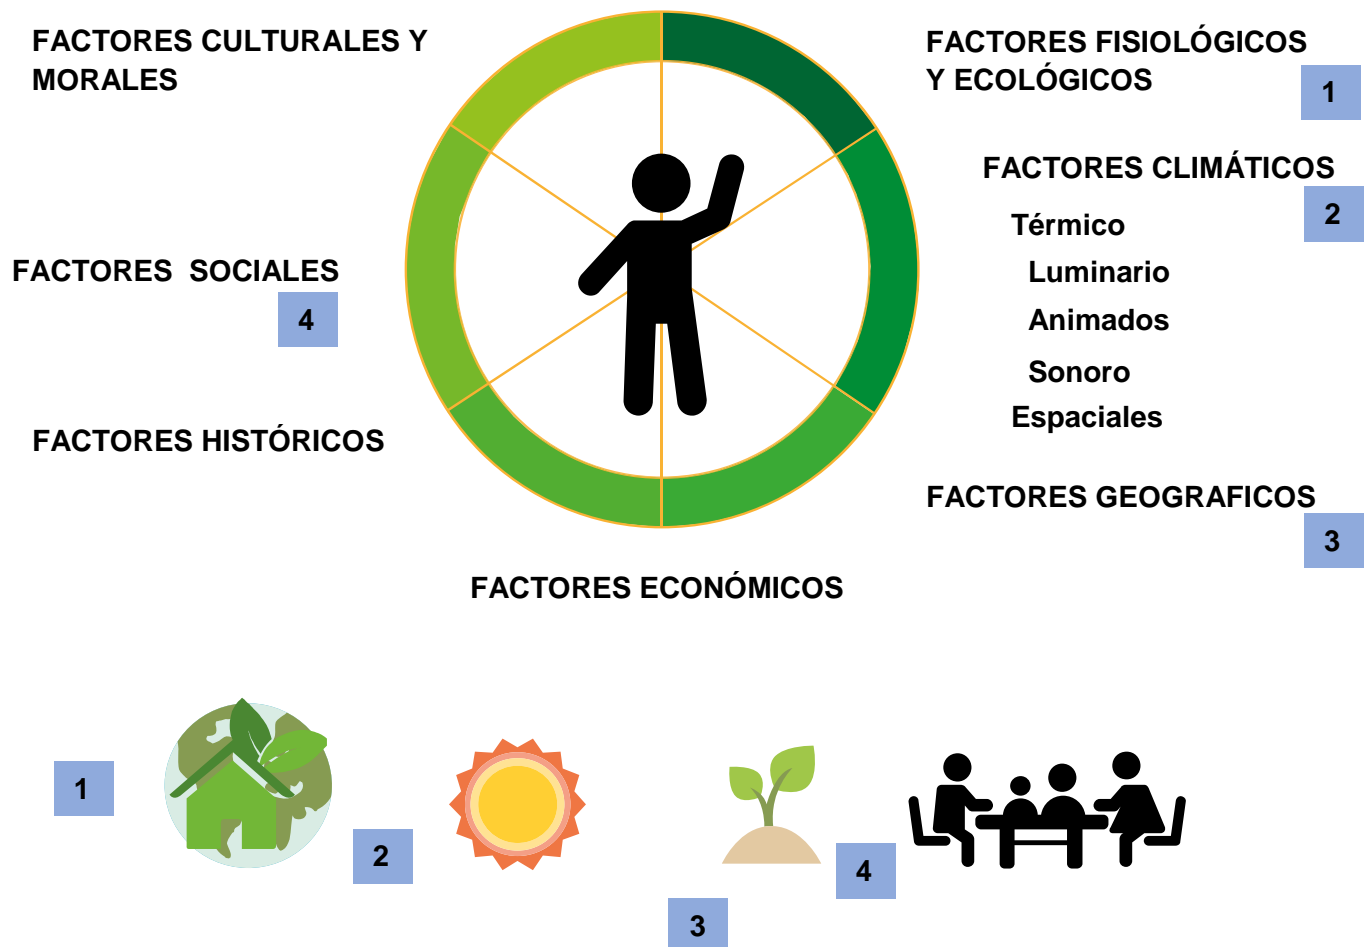 FACTORES CULTURALES Y
MORALES
FACTORES FISIOLÓGICOS
Y ECOLÓGICOS
1
FACTORES CLIMÁTICOS
2
Térmico
Luminario
Animados
Sonoro
Espaciales
FACTORES SOCIALES
4
FACTORES HISTÓRICOS
FACTORES GEOGRAFICOS
3
FACTORES ECONÓMICOS
1
2
3
4